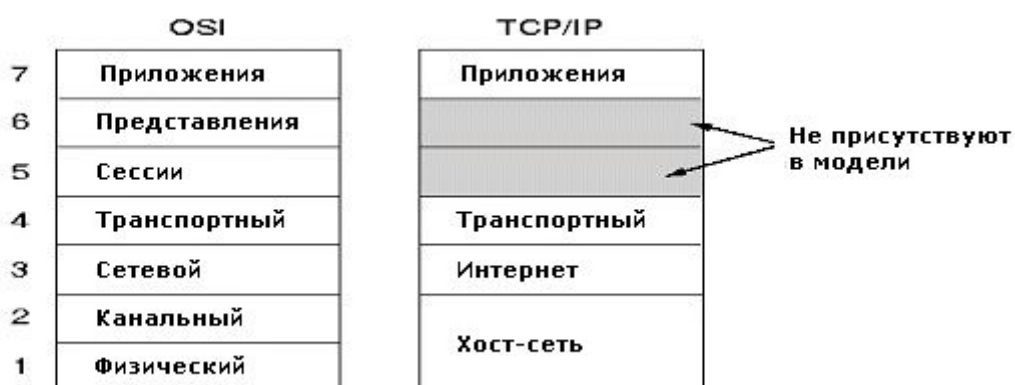 OSI TCP/IP
7 Приложения Приложения
6 Представления
Не присутствуют
в модели
5 Сессии
4 Транспортный Транспортный
3 Сетевой Интернет
2 Канальный
Хост-сеть
1 Физический